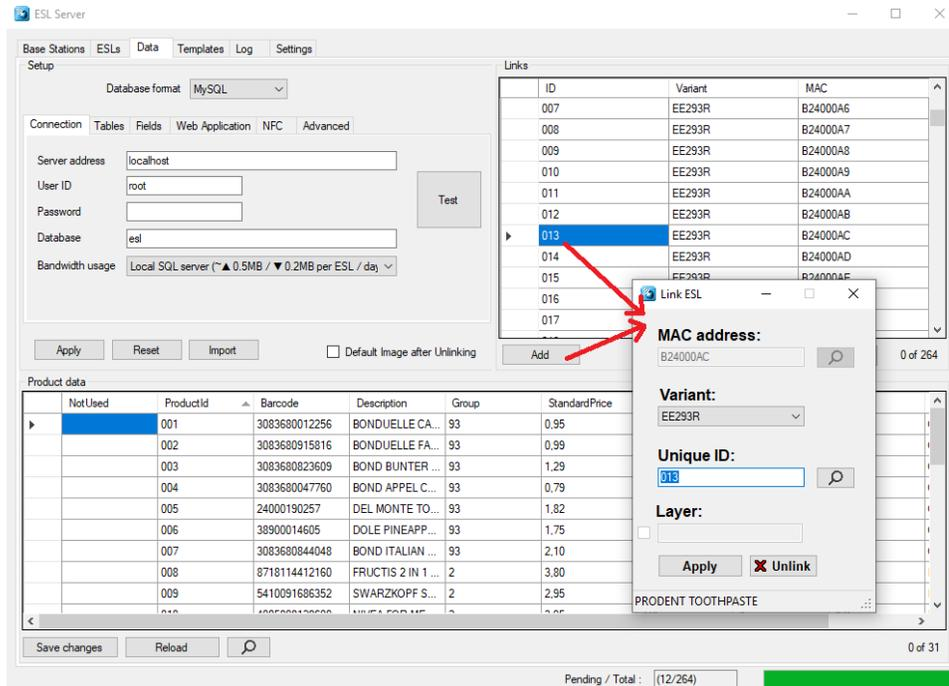 ESL Server
Base Stations ESLs Data Templates Log Settings
Setup
Database format MySQL
Connection Tables Fields Web Application NFC Advanced
Server address localhost
User ID root
Password
Test
Database esl
Bandwidth usage Local SQL server (~▲ 0.5MB / ▼ 0.2MB per ESL / day
Apply Reset Import Default Image after Unlinking
Links
ID Variant MAC
007 EE293R B24000A6
008 EE293R B24000A7
009 EE293R B24000A8
010 EE293R B24000A9
011 EE293R B24000AA
012 EE293R B24000AB
013 EE293R B24000AC
014 EE293R B24000AD
015 EE293R B24000AE
016
017
Add 0 of 264
Link ESL
MAC address:
B24000AC
Variant:
EE293R
Unique ID:
013
Layer:
Apply Unlink
PRODENT TOOTHPASTE
Product data
NotUsed ProductId Barcode Description Group StandardPrice
001 3083680012256 BONDUELLE CA... 93 0,95
002 3083680915816 BONDUELLE FA... 93 0,99
003 3083680823609 BOND BUNTER ... 93 1,29
004 3083680047760 BOND APPEL C... 93 0,79
005 24000190257 DEL MONTE TO... 93 1,82
006 38900014605 DOLE PINEAPP... 93 1,75
007 3083680844048 BOND ITALIAN ... 93 2,10
008 8718114412160 FRUCTIS 2 IN 1 ... 2 3,80
009 5410091686352 SWARZKOPF S... 2 2,95
Save changes Reload 0 of 31
Pending / Total : (12/264)